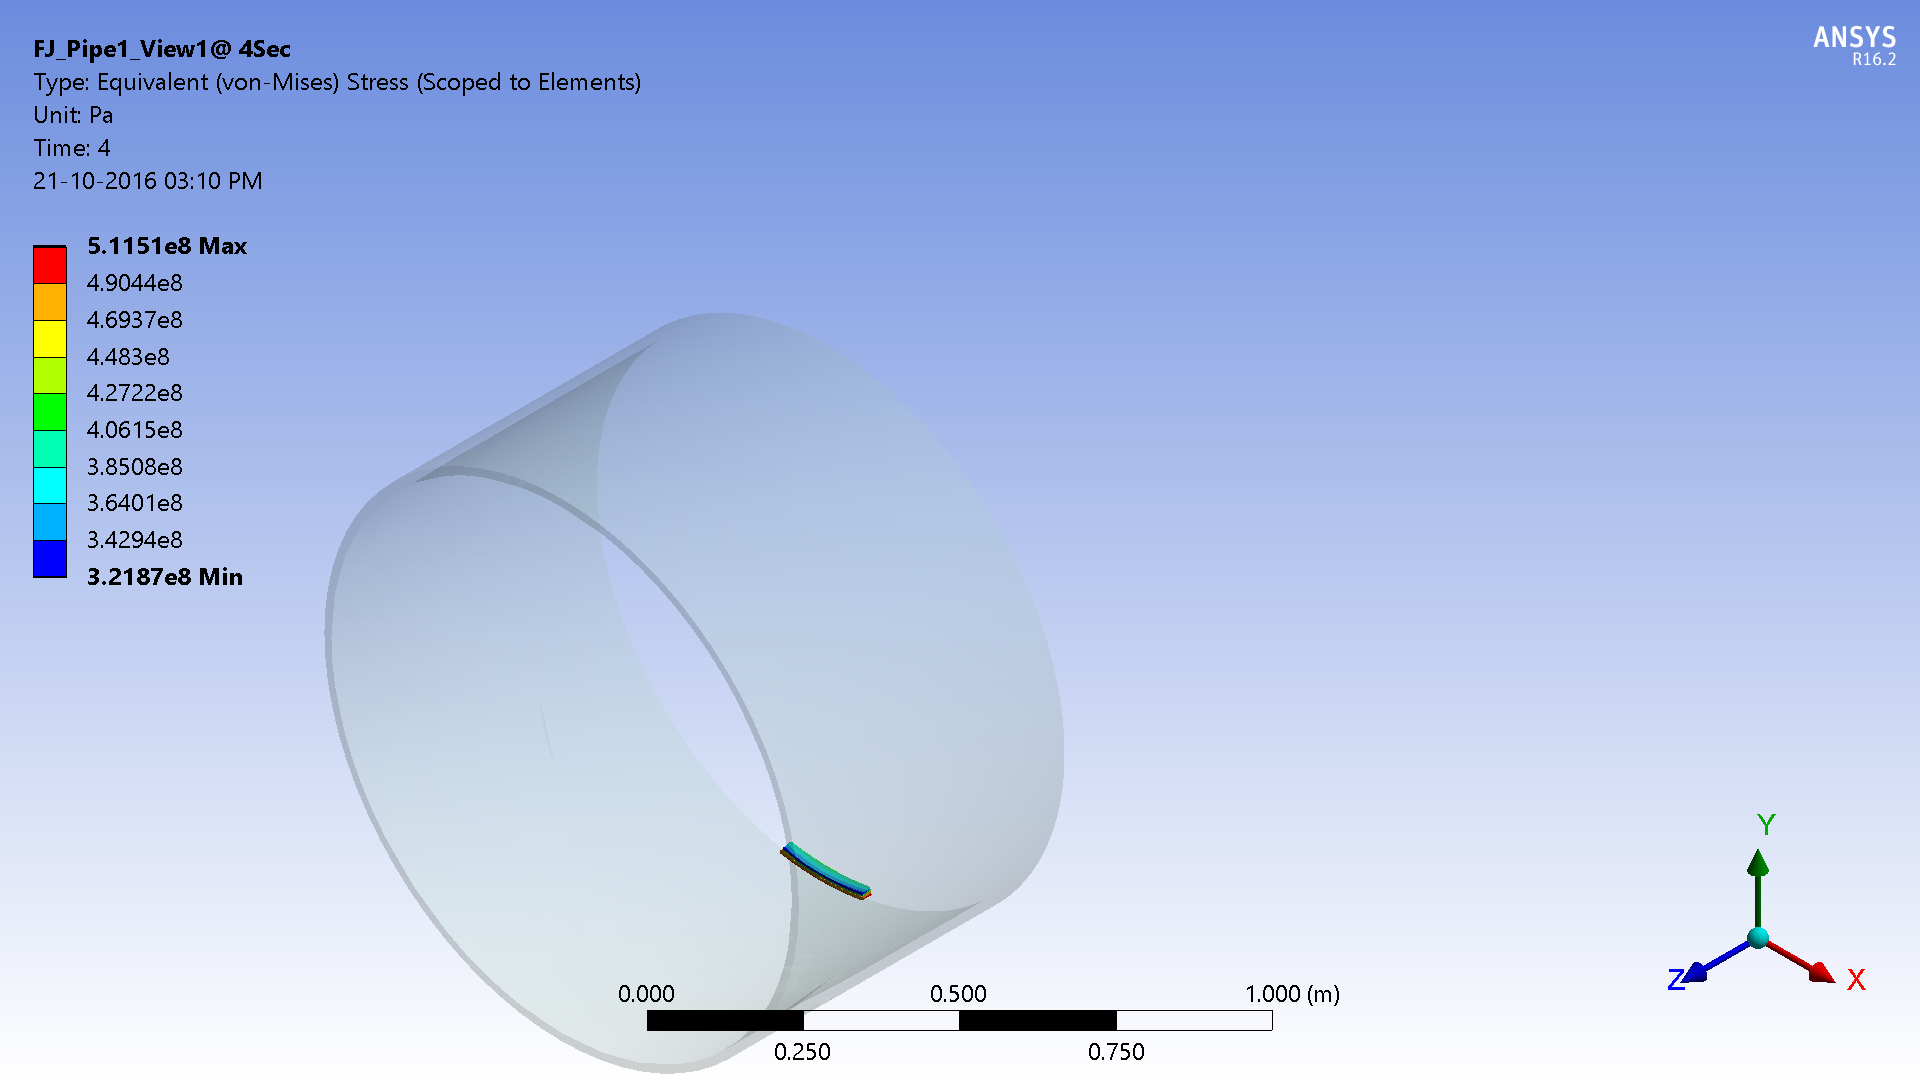 FJ_Pipe1_View1@ 4Sec
Type: Equivalent (von-Mises) Stress (Scoped to Elements)
Unit: Pa
Time: 4
21-10-2016 03:10 PM
ANSYS
R16.2
5.1151e8 Max
4.9044e8
4.6937e8
4.483e8
4.2722e8
4.0615e8
3.8508e8
3.6401e8
3.4294e8
3.2187e8 Min
Y
Z
X
0.000 0.500 1.000 (m)
0.250 0.750